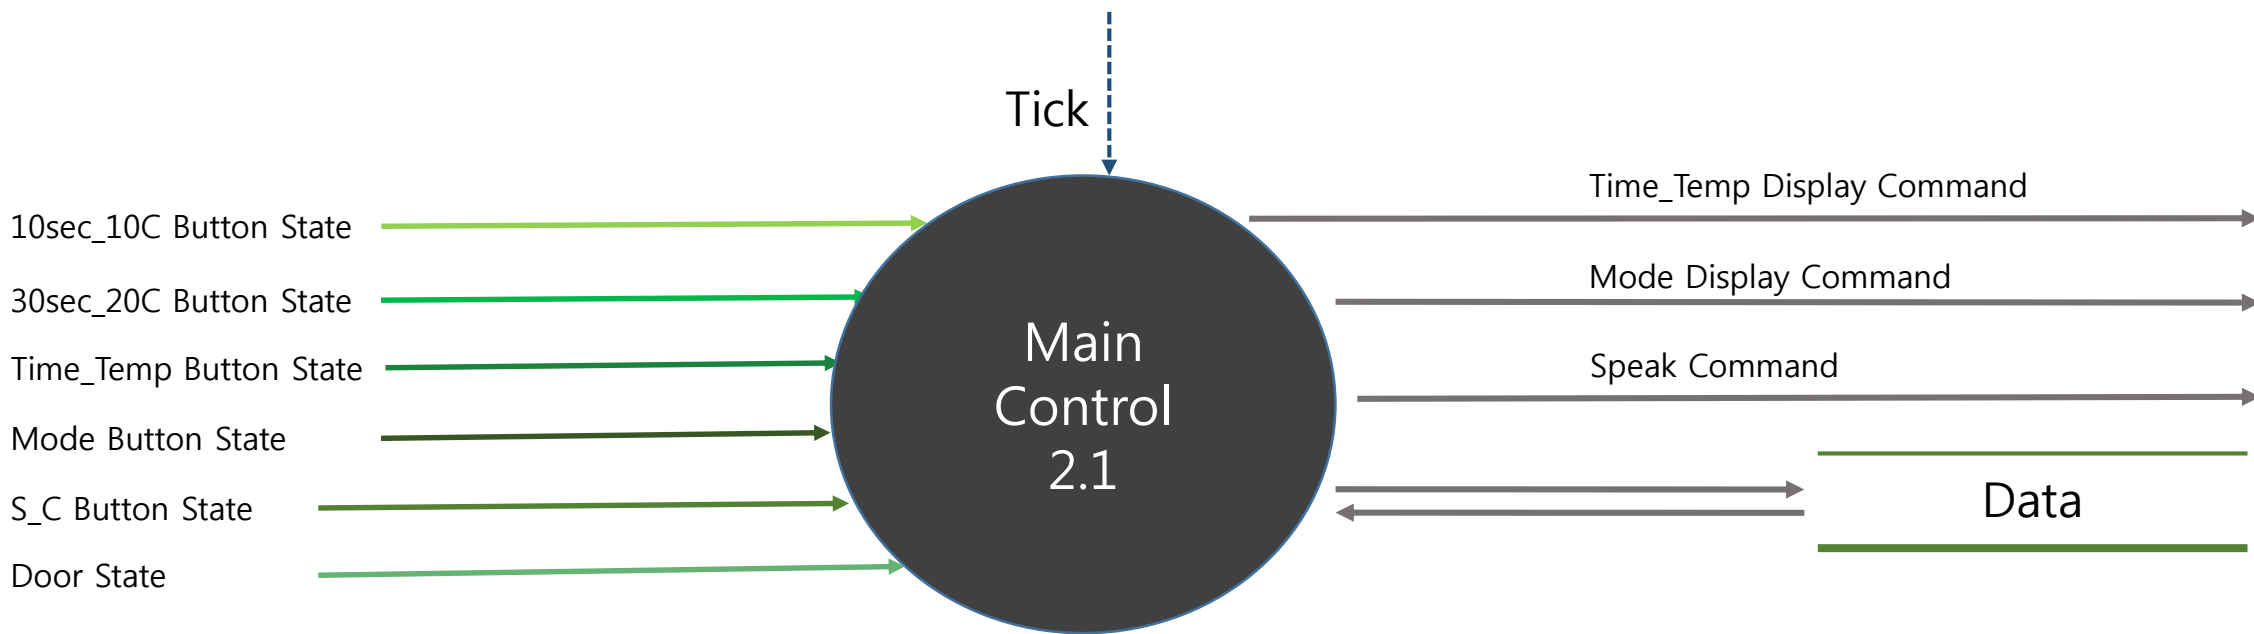 Tick
10sec_10C Button State
30sec_20C Button State
Time_Temp Button State
Mode Button State
S_C Button State
Door State
Main
Control
2.1
Time_Temp Display Command
Mode Display Command
Speak Command
Data